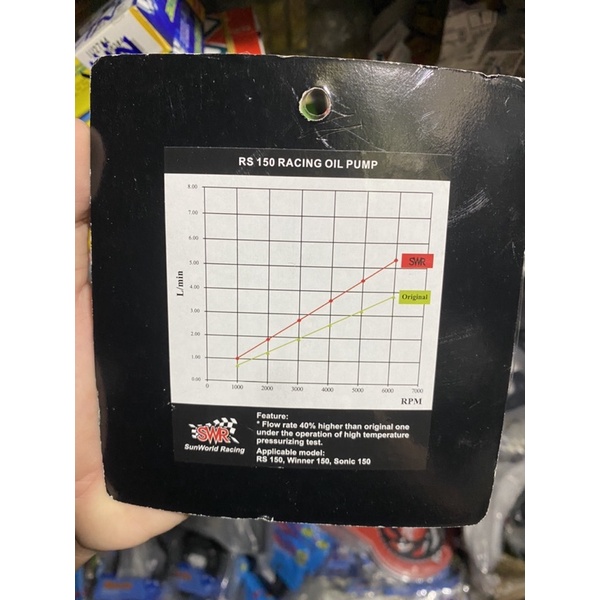 RS 150 RACING OIL PUMP
8.00
7.00
6.00
5.00
4.00
3.00
2.00
1.00
0.00
L/min
SWR
Original
0
1000
2000
3000
4000
5000
6000
7000
RPM
SWR
SunWorld Racing
Feature:
* Flow rate 40% higher than original one
under the operation of high temperature
pressurizing test.
Applicable model:
RS 150, Winner 150, Sonic 150